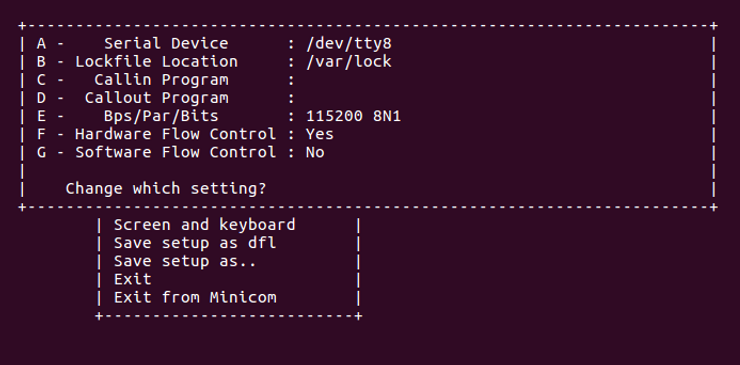 A - Serial Device : /dev/tty8
B - Lockfile Location : /var/lock
C - Callin Program :
D - Callout Program :
E - Bps/Par/Bits : 115200 8N1
F - Hardware Flow Control : Yes
G - Software Flow Control : No
Change which setting?
Screen and keyboard
Save setup as dfl
Save setup as..
Exit
Exit from Minicom